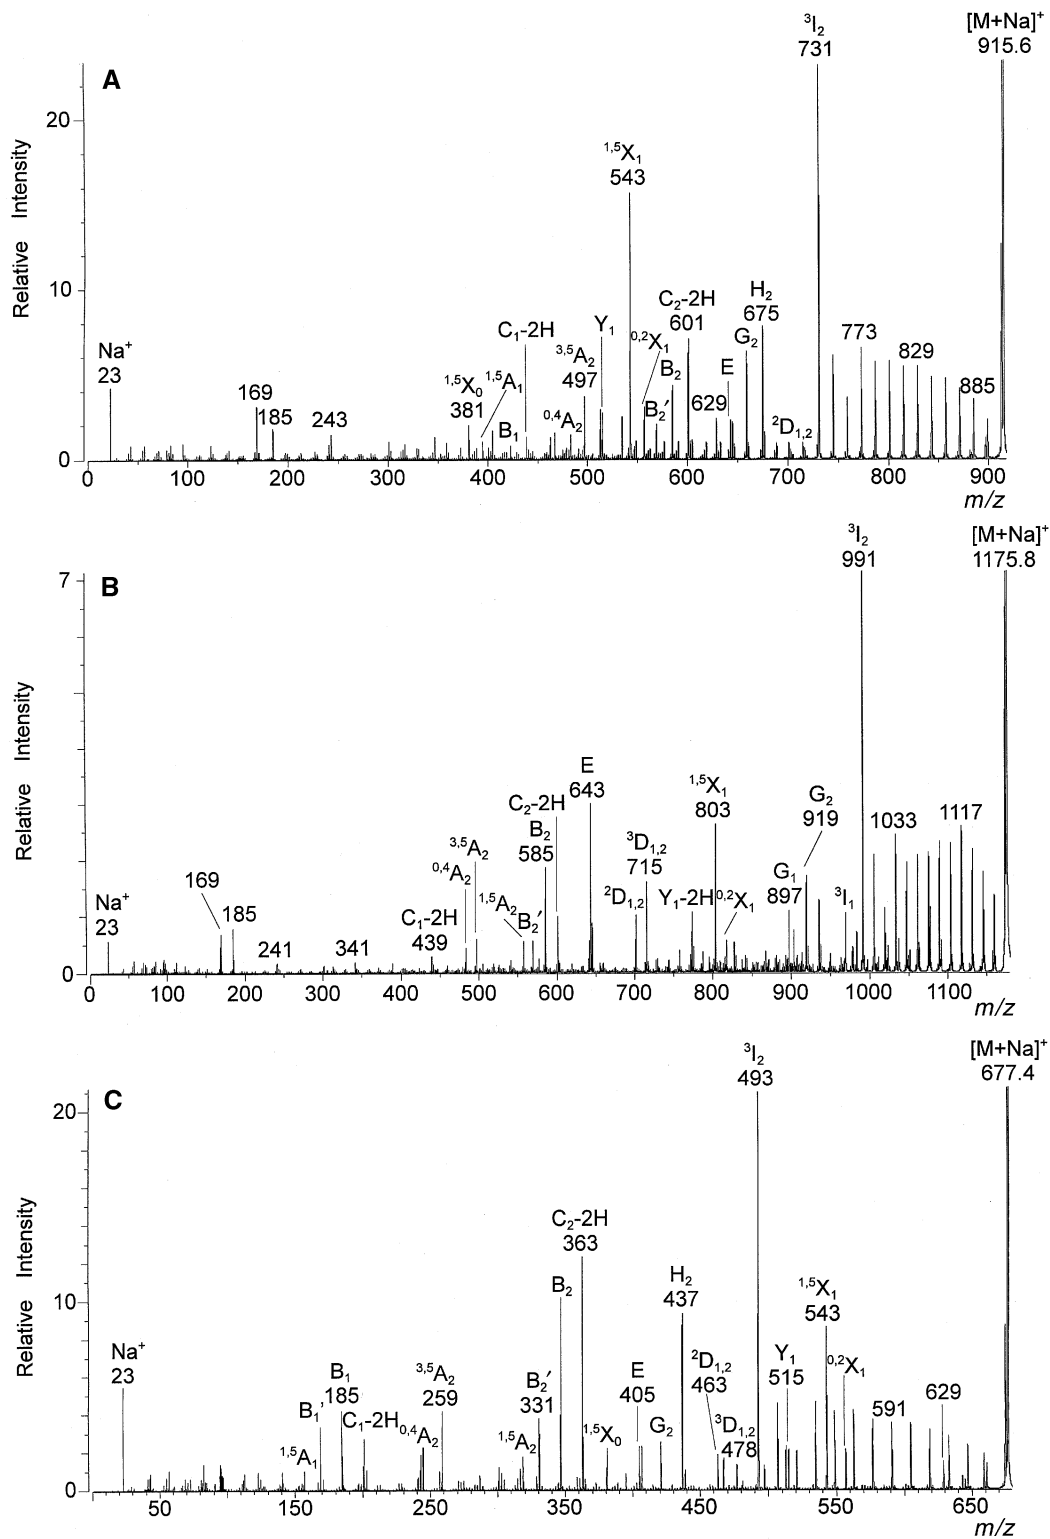 A
Relative Intensity
³I₂
731
[M+Na]⁺
915.6
20
1,5X₁
543
10
Na⁺
23
169
185
243
1,5X₀
381
1,5A₁
C₁-2H
B₁
3,5A₂
497
0,4A₂
Y₁
0,2X₁
B₂
B₂′
C₂-2H
601
629
E
G₂
H₂
675
²D₁,₂
773
829
885
0
0 100 200 300 400 500 600 700 800 900
m/z
B
Relative Intensity
³I₂
991
[M+Na]⁺
1175.8
7
Na⁺
23
169
185
241
341
C₁-2H
439
0,4A₂
3,5A₂
1,5A₂
B₂′
C₂-2H
B₂
585
E
643
²D₁,₂
³D₁,₂
715
Y₁-2H
1,5X₁
803
0,2X₁
G₁
897
G₂
919
³I₁
1033
1117
0
0 100 200 300 400 500 600 700 800 900 1000 1100
m/z
C
Relative Intensity
³I₂
493
[M+Na]⁺
677.4
20
10
Na⁺
23
1,5A₁
B₁′
B₁
185
C₁-2H
0,4A₂
3,5A₂
259
1,5A₂
B₂′
331
B₂
C₂-2H
363
1,5X₀
E
405
G₂
H₂
437
²D₁,₂
463
³D₁,₂
478
Y₁
515
1,5X₁
543
0,2X₁
591
629
0
50 150 250 350 450 550 650
m/z